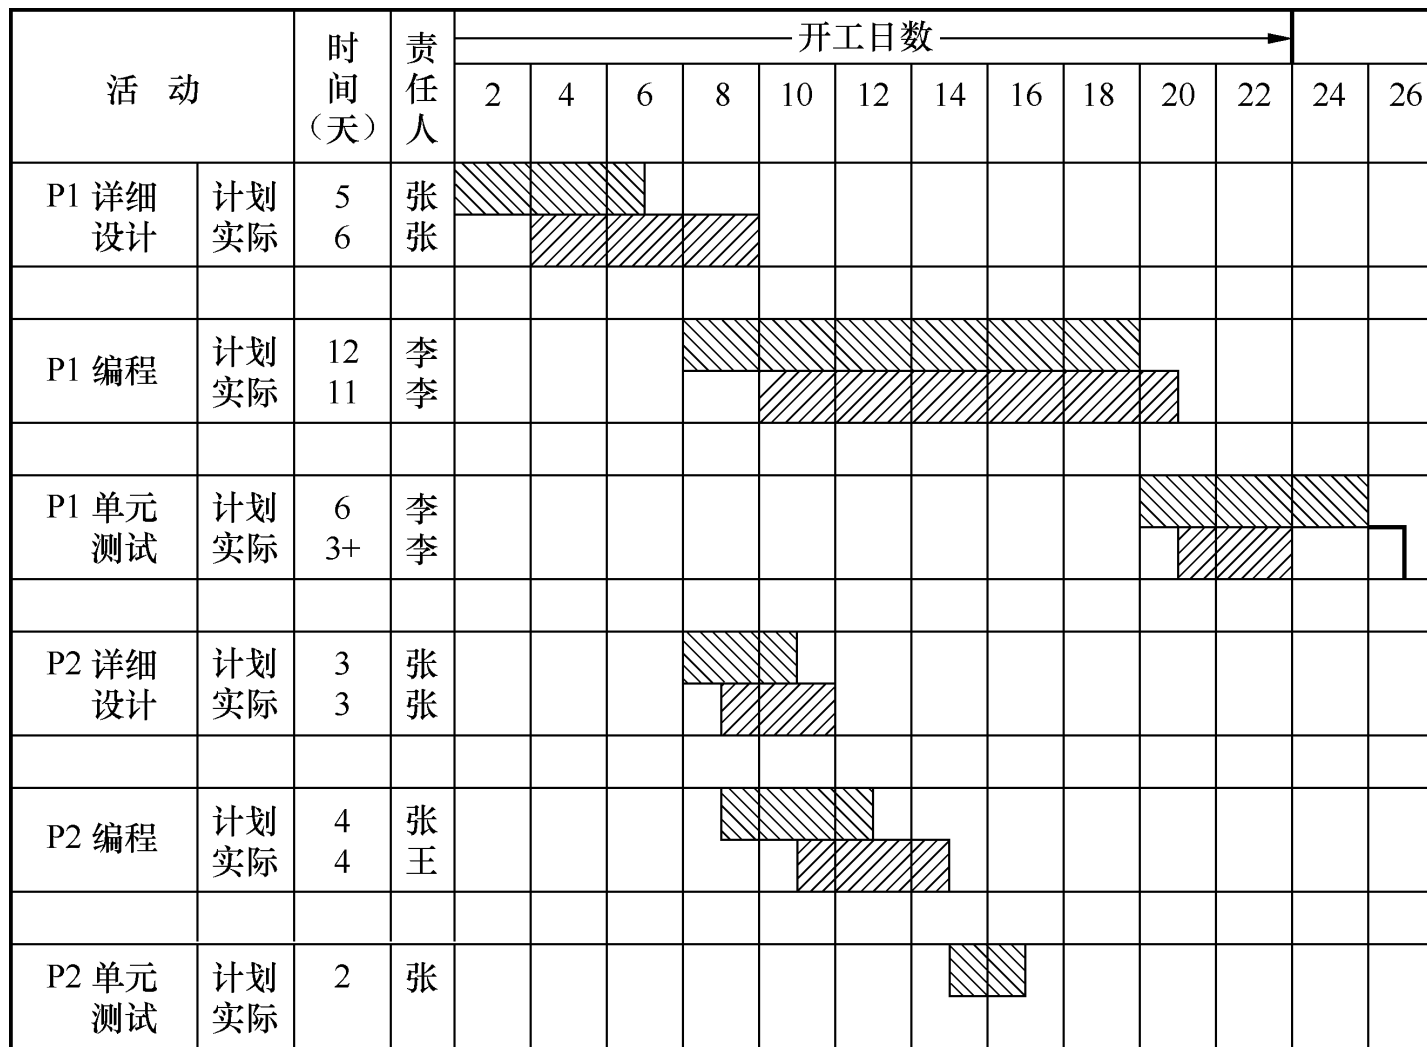 活 动
时间（天）
责任人
开工日数
2 4 6 8 10 12 14 16 18 20 22 24 26
P1 详细设计
计划 5 张
实际 6 张
P1 编程
计划 12 李
实际 11 李
P1 单元测试
计划 6 李
实际 3+ 李
P2 详细设计
计划 3 张
实际 3 张
P2 编程
计划 4 张
实际 4 王
P2 单元测试
计划 2 张
实际